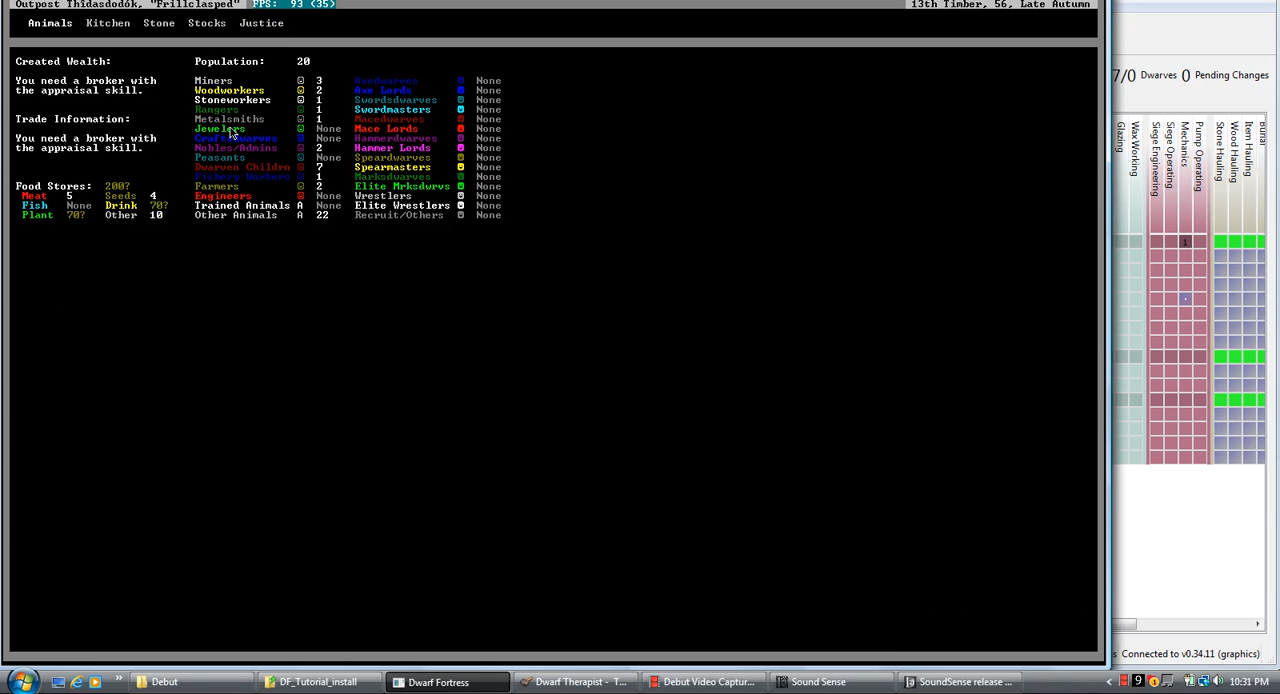 Outpost Thîdasdodók, "Frillclasped" FPS: 93 (35) 13th Timber, 56, Late Autumn
Animals Kitchen Stone Stocks Justice
Created Wealth: Population: 20
You need a broker with Miners 3 Axedwarves None
the appraisal skill. Woodworkers 2 Axe Lords None
Stoneworkers 1 Swordsdwarves None
Rangers 1 Swordmasters None
Trade Information: Metalsmiths 1 Macedwarves None
Jewelers None Mace Lords None
You need a broker with Craftsdwarves None Hammerdwarves None
the appraisal skill. Nobles/Admins 2 Hammer Lords None
Peasants None Speardwarves None
Dwarven Childrn 7 Spearmasters None
Fishery Workers 1 Marksdwarves None
Food Stores: 200? Farmers 2 Elite Mrksdwrvs None
Meat 5 Seeds 4 Engineers None Wrestlers None
Fish None Drink 70? Trained Animals A None Elite Wrestlers None
Plant 70? Other 10 Other Animals A 22 Recruit/Others None
7/0 Dwarves 0 Pending Changes
Glazing
Wax Working
Siege Engineering
Siege Operating
Mechanics
Pump Operating
Stone Hauling
Wood Hauling
Item Hauling
1
Connected to v0.34.11 (graphics)
Debut
DF_Tutorial_install
Dwarf Fortress
Dwarf Therapist - T...
Debut Video Captur...
Sound Sense
SoundSense release ...
9
10:31 PM